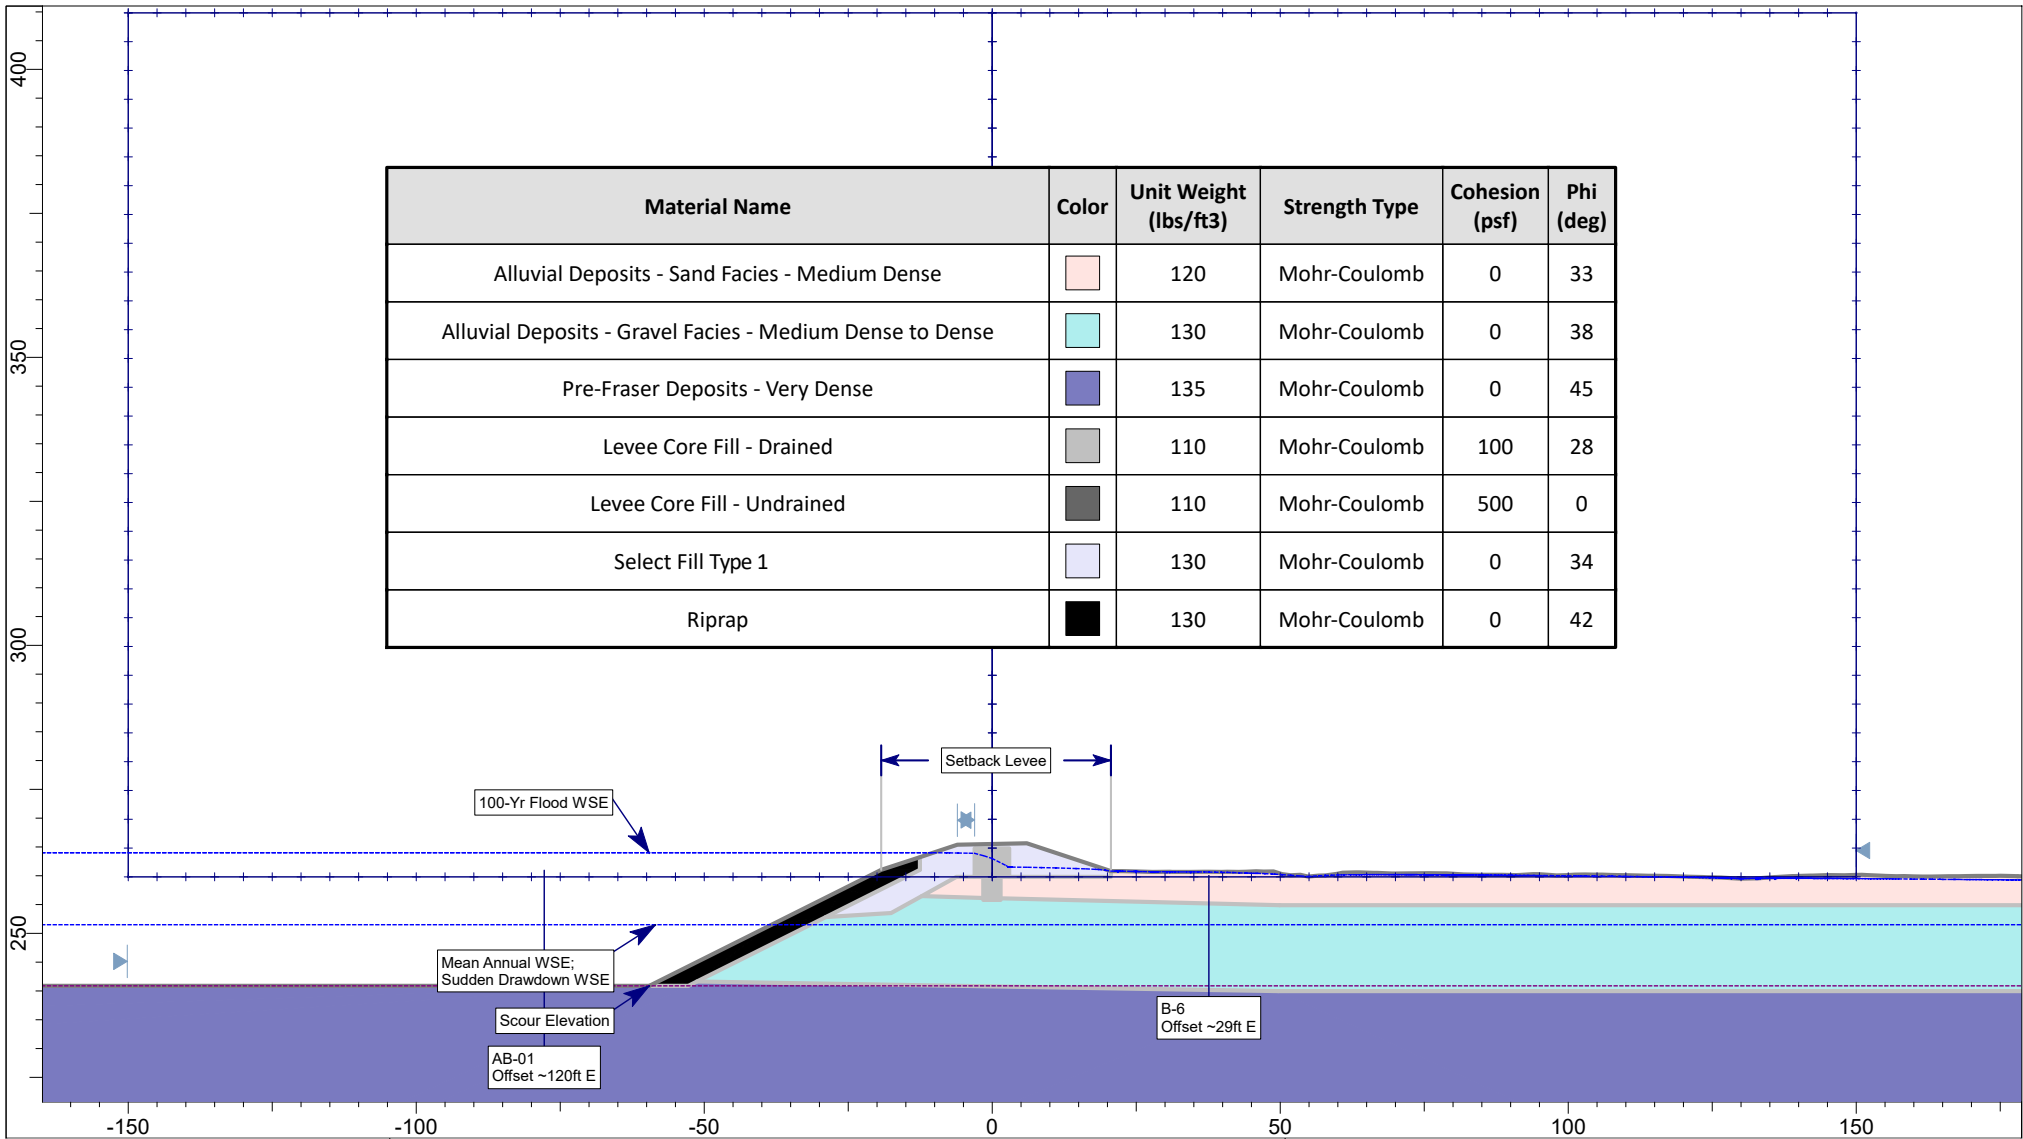 400
350
300
250
Material Name Color Unit Weight (lbs/ft3) Strength Type Cohesion (psf) Phi (deg)
Alluvial Deposits - Sand Facies - Medium Dense 120 Mohr-Coulomb 0 33
Alluvial Deposits - Gravel Facies - Medium Dense to Dense 130 Mohr-Coulomb 0 38
Pre-Fraser Deposits - Very Dense 135 Mohr-Coulomb 0 45
Levee Core Fill - Drained 110 Mohr-Coulomb 100 28
Levee Core Fill - Undrained 110 Mohr-Coulomb 500 0
Select Fill Type 1 130 Mohr-Coulomb 0 34
Riprap 130 Mohr-Coulomb 0 42
Setback Levee
100-Yr Flood WSE
Mean Annual WSE;
Sudden Drawdown WSE
Scour Elevation
AB-01
Offset ~120ft E
B-6
Offset ~29ft E
-150 -100 -50 0 50 100 150